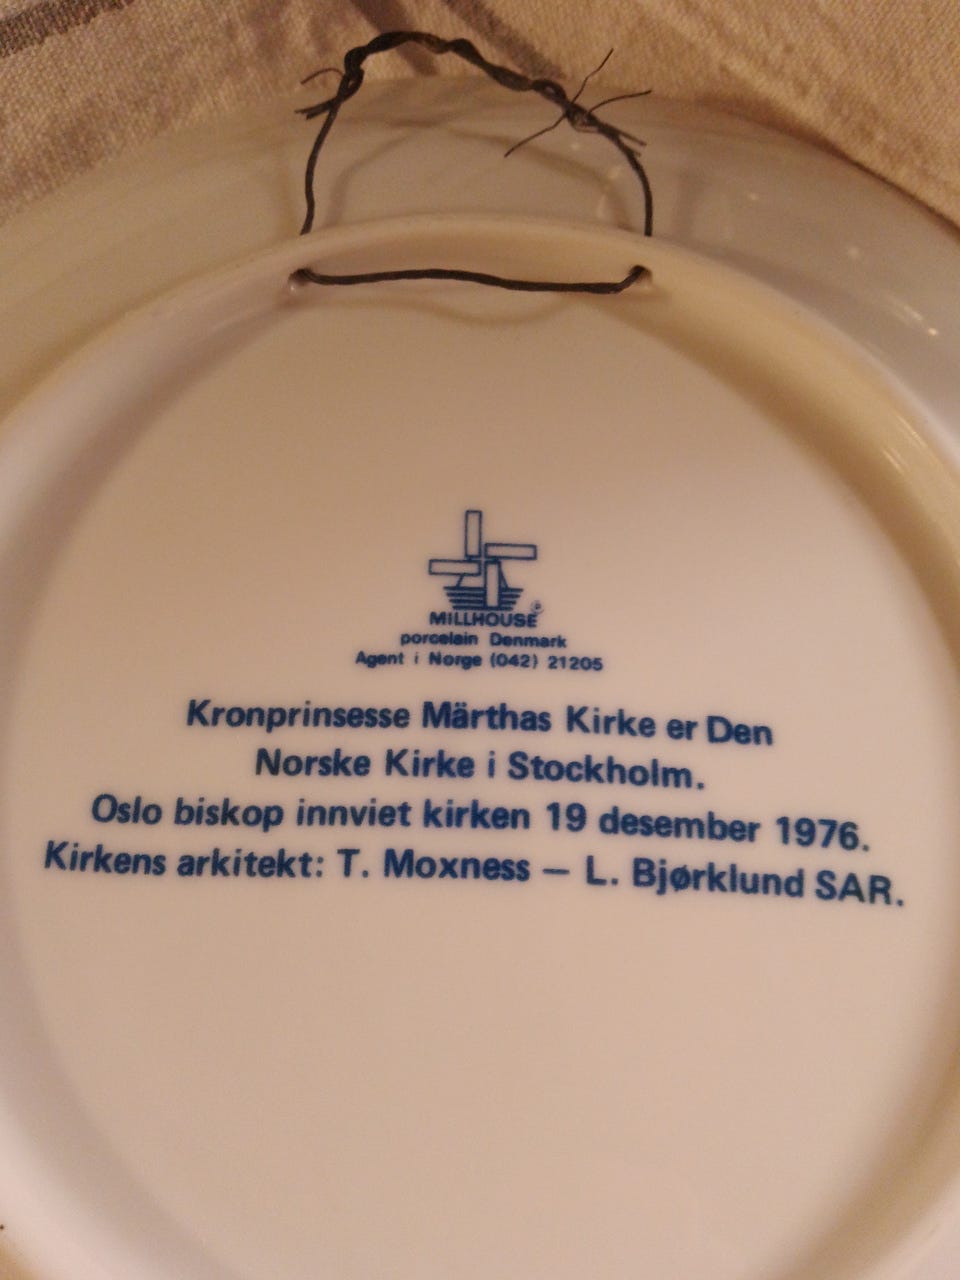 MILLHOUSE ®
porcelain Denmark
Agent i Norge (042) 21205
Kronprinsesse Märthas Kirke er Den
Norske Kirke i Stockholm.
Oslo biskop innviet kirken 19 desember 1976.
Kirkens arkitekt: T. Moxness – L. Bjørklund SAR.